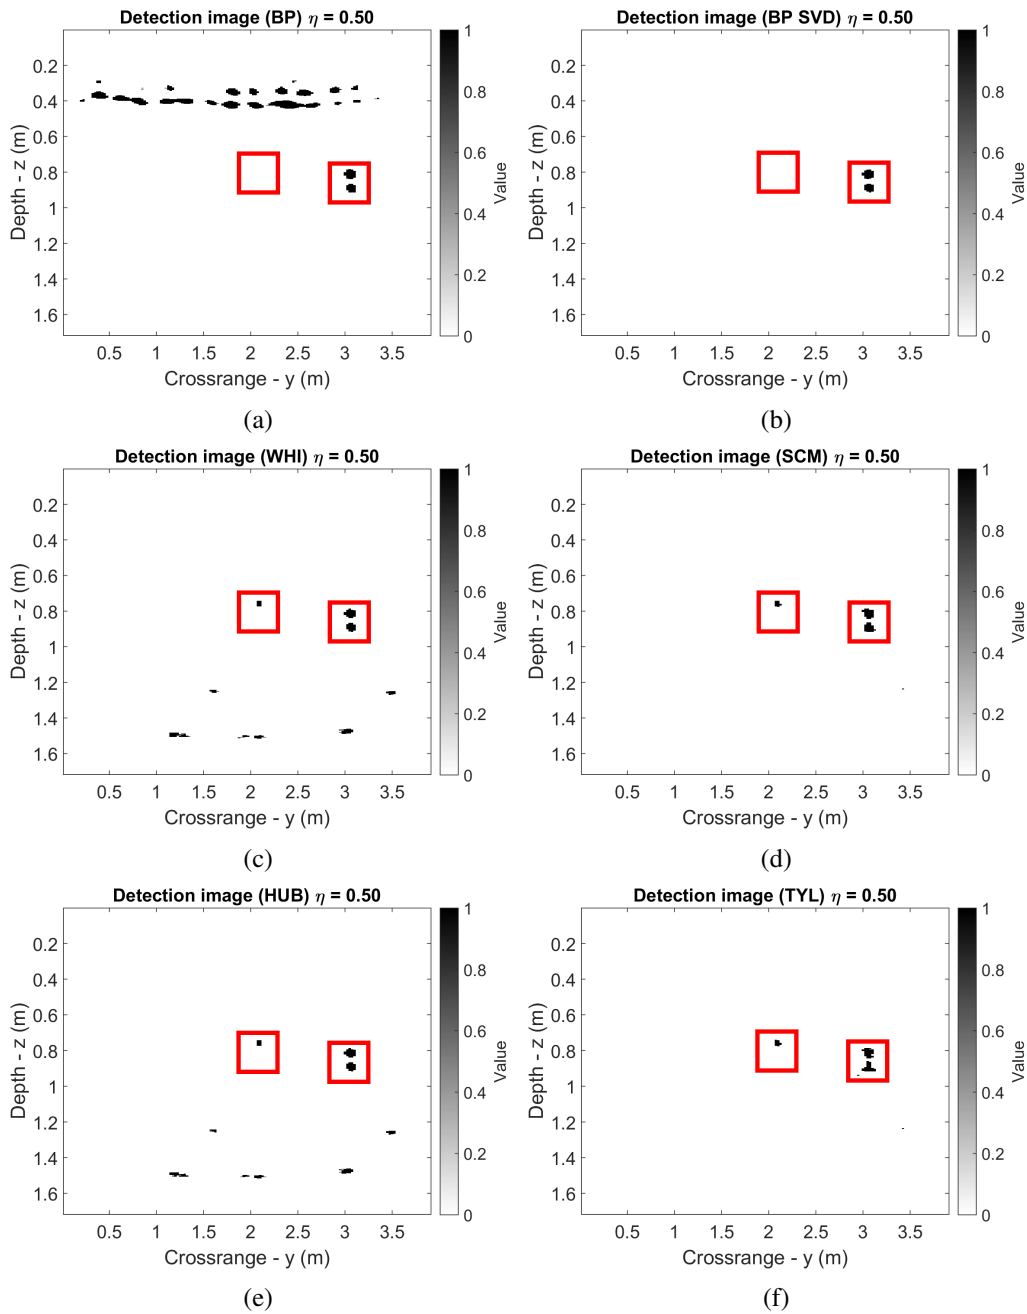 Detection image (BP) η = 0.50
Detection image (BP SVD) η = 0.50
0.2
0.4
0.6
0.8
1
1.2
1.4
1.6
0.5 1 1.5 2 2.5 3 3.5
Depth - z (m)
Crossrange - y (m)
1
0.8
0.6
0.4
0.2
0
Value
0.2
0.4
0.6
0.8
1
1.2
1.4
1.6
0.5 1 1.5 2 2.5 3 3.5
Depth - z (m)
Crossrange - y (m)
1
0.8
0.6
0.4
0.2
0
Value
(a)
(b)
Detection image (WHI) η = 0.50
Detection image (SCM) η = 0.50
0.2
0.4
0.6
0.8
1
1.2
1.4
1.6
0.5 1 1.5 2 2.5 3 3.5
Depth - z (m)
Crossrange - y (m)
1
0.8
0.6
0.4
0.2
0
Value
0.2
0.4
0.6
0.8
1
1.2
1.4
1.6
0.5 1 1.5 2 2.5 3 3.5
Depth - z (m)
Crossrange - y (m)
1
0.8
0.6
0.4
0.2
0
Value
(c)
(d)
Detection image (HUB) η = 0.50
Detection image (TYL) η = 0.50
0.2
0.4
0.6
0.8
1
1.2
1.4
1.6
0.5 1 1.5 2 2.5 3 3.5
Depth - z (m)
Crossrange - y (m)
1
0.8
0.6
0.4
0.2
0
Value
0.2
0.4
0.6
0.8
1
1.2
1.4
1.6
0.5 1 1.5 2 2.5 3 3.5
Depth - z (m)
Crossrange - y (m)
1
0.8
0.6
0.4
0.2
0
Value
(e)
(f)